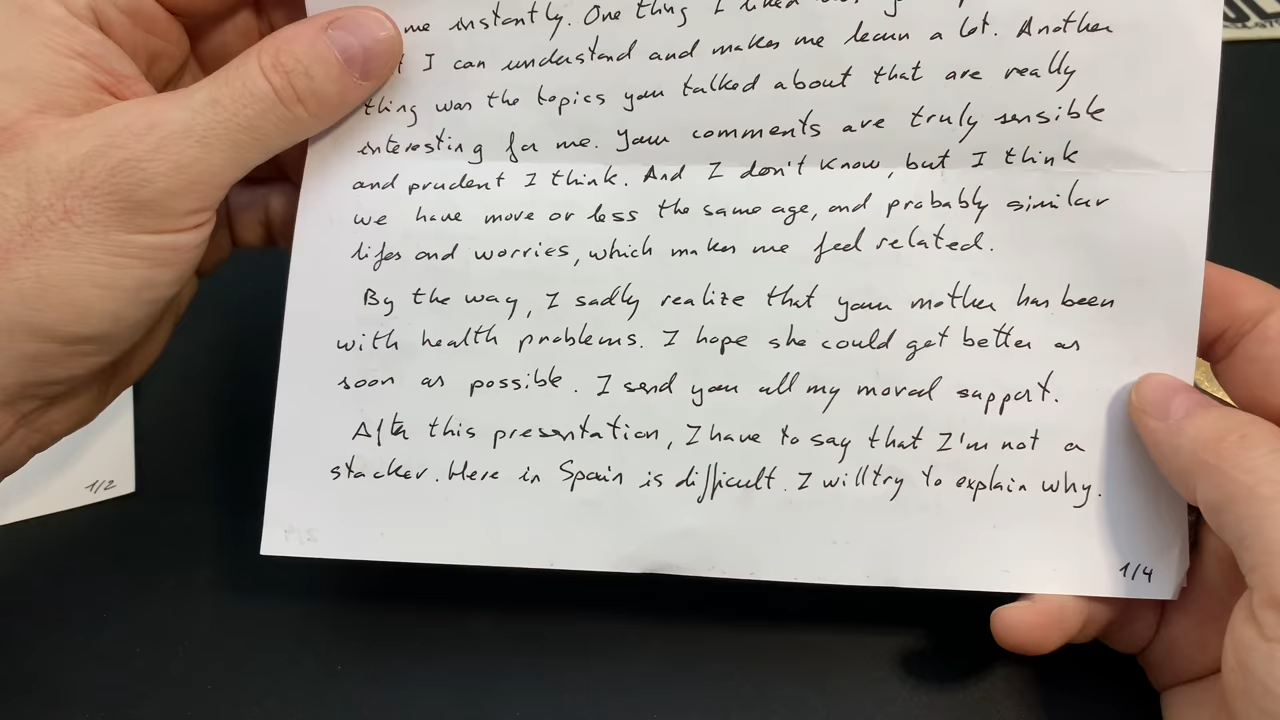 me instantly. One thing I liked
I can understand and makes me learn a lot. Another
thing was the topics you talked about that are really
interesting for me. Your comments are truly sensible
and prudent I think. And I don't know, but I think
we have more or less the same age, and probably similar
lifes and worries, which makes me feel related.
By the way, I sadly realize that your mother has been
with health problems. I hope she could get better as
soon as possible. I send you all my moral support.
After this presentation, I have to say that I'm not a
stacker. Here in Spain is difficult. I will try to explain why.
1/4
1/2